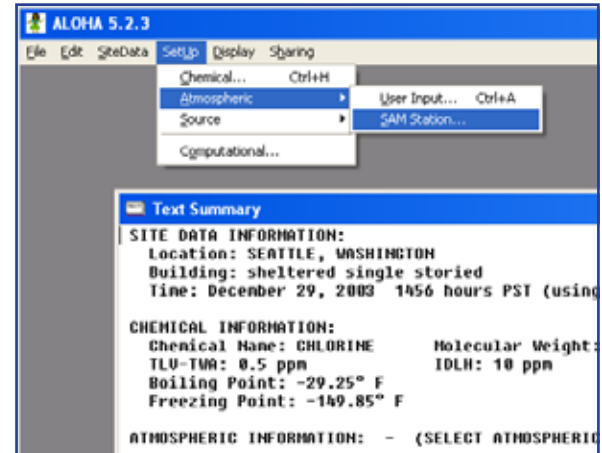 ALOHA 5.2.3
File Edit SiteData SetUp Display Sharing
Chemical... Ctrl+H
Atmospheric
User Input... Ctrl+A
Source
SAM Station...
Computational...
Text Summary
SITE DATA INFORMATION:
Location: SEATTLE, WASHINGTON
Building: sheltered single storied
Time: December 29, 2003 1456 hours PST (using
CHEMICAL INFORMATION:
Chemical Name: CHLORINE Molecular Weight:
TLV-TWA: 0.5 ppm IDLH: 10 ppm
Boiling Point: -29.25° F
Freezing Point: -149.85° F
ATMOSPHERIC INFORMATION: - (SELECT ATMOSPHERIC